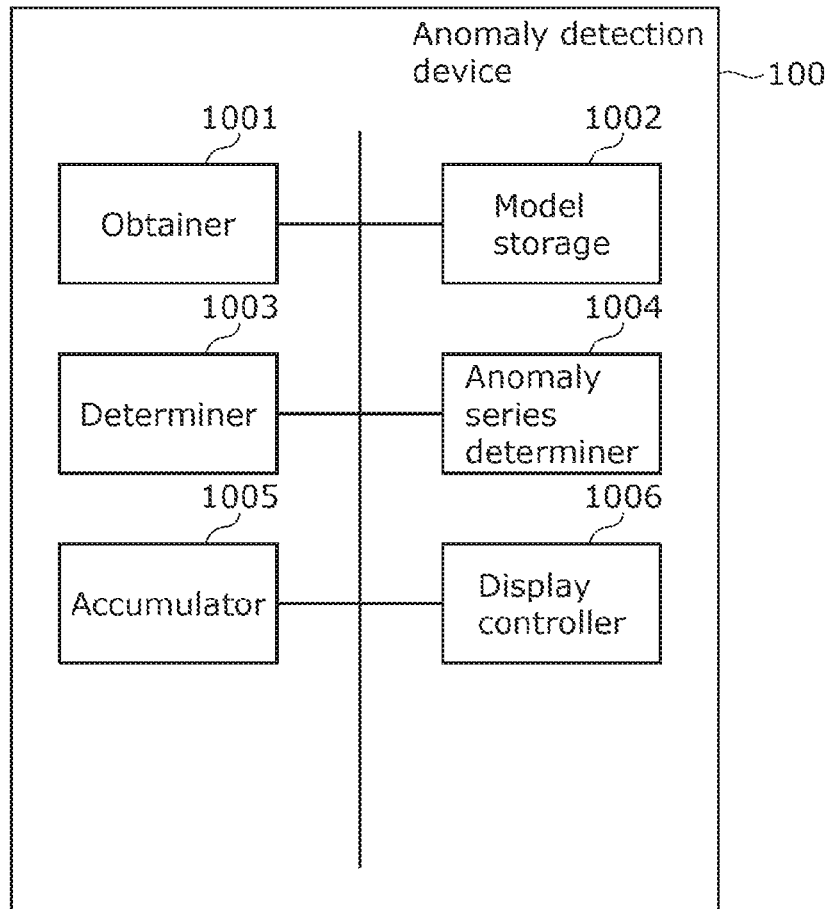 Anomaly detection
device
100
1001
1002
Obtainer
Model
storage
1003
1004
Determiner
Anomaly
series
determiner
1005
1006
Accumulator
Display
controller